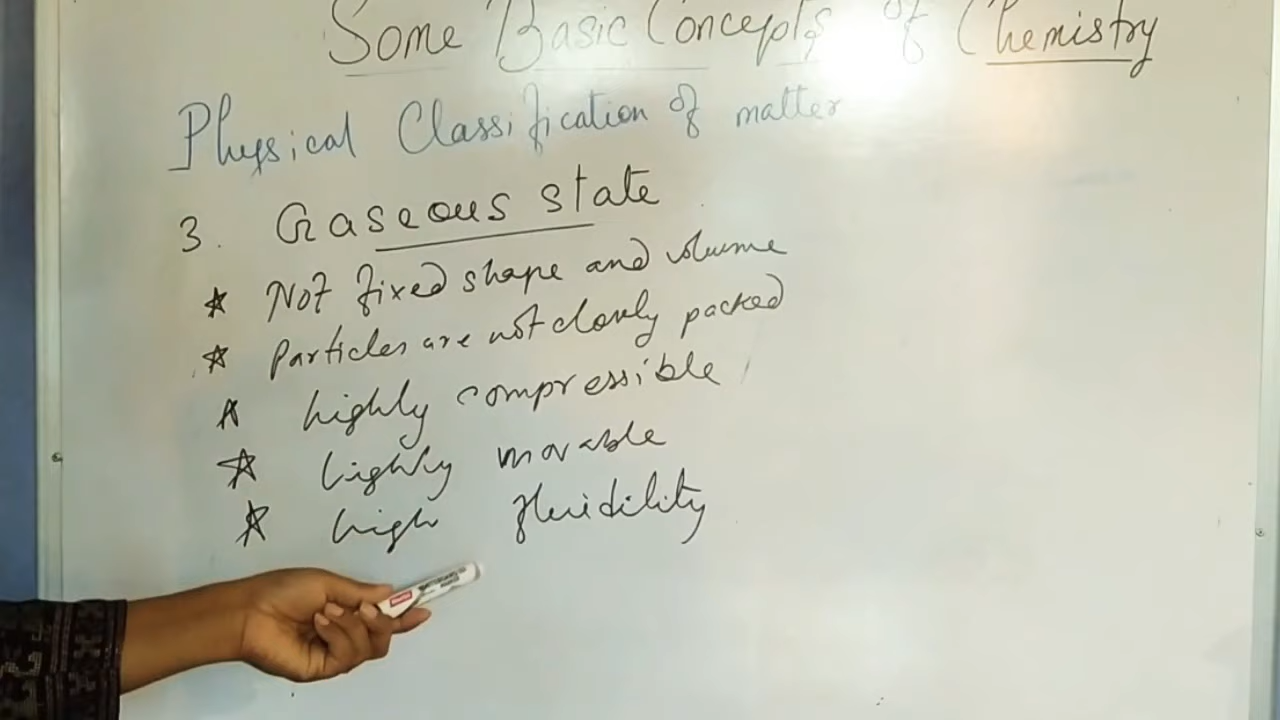 Some Basic Concepts of Chemistry
Physical Classification of matter
3. Gaseous state
* Not fixed shape and volume
* Particles are not closely packed
* highly compressible
* highly movable
* high fluidility